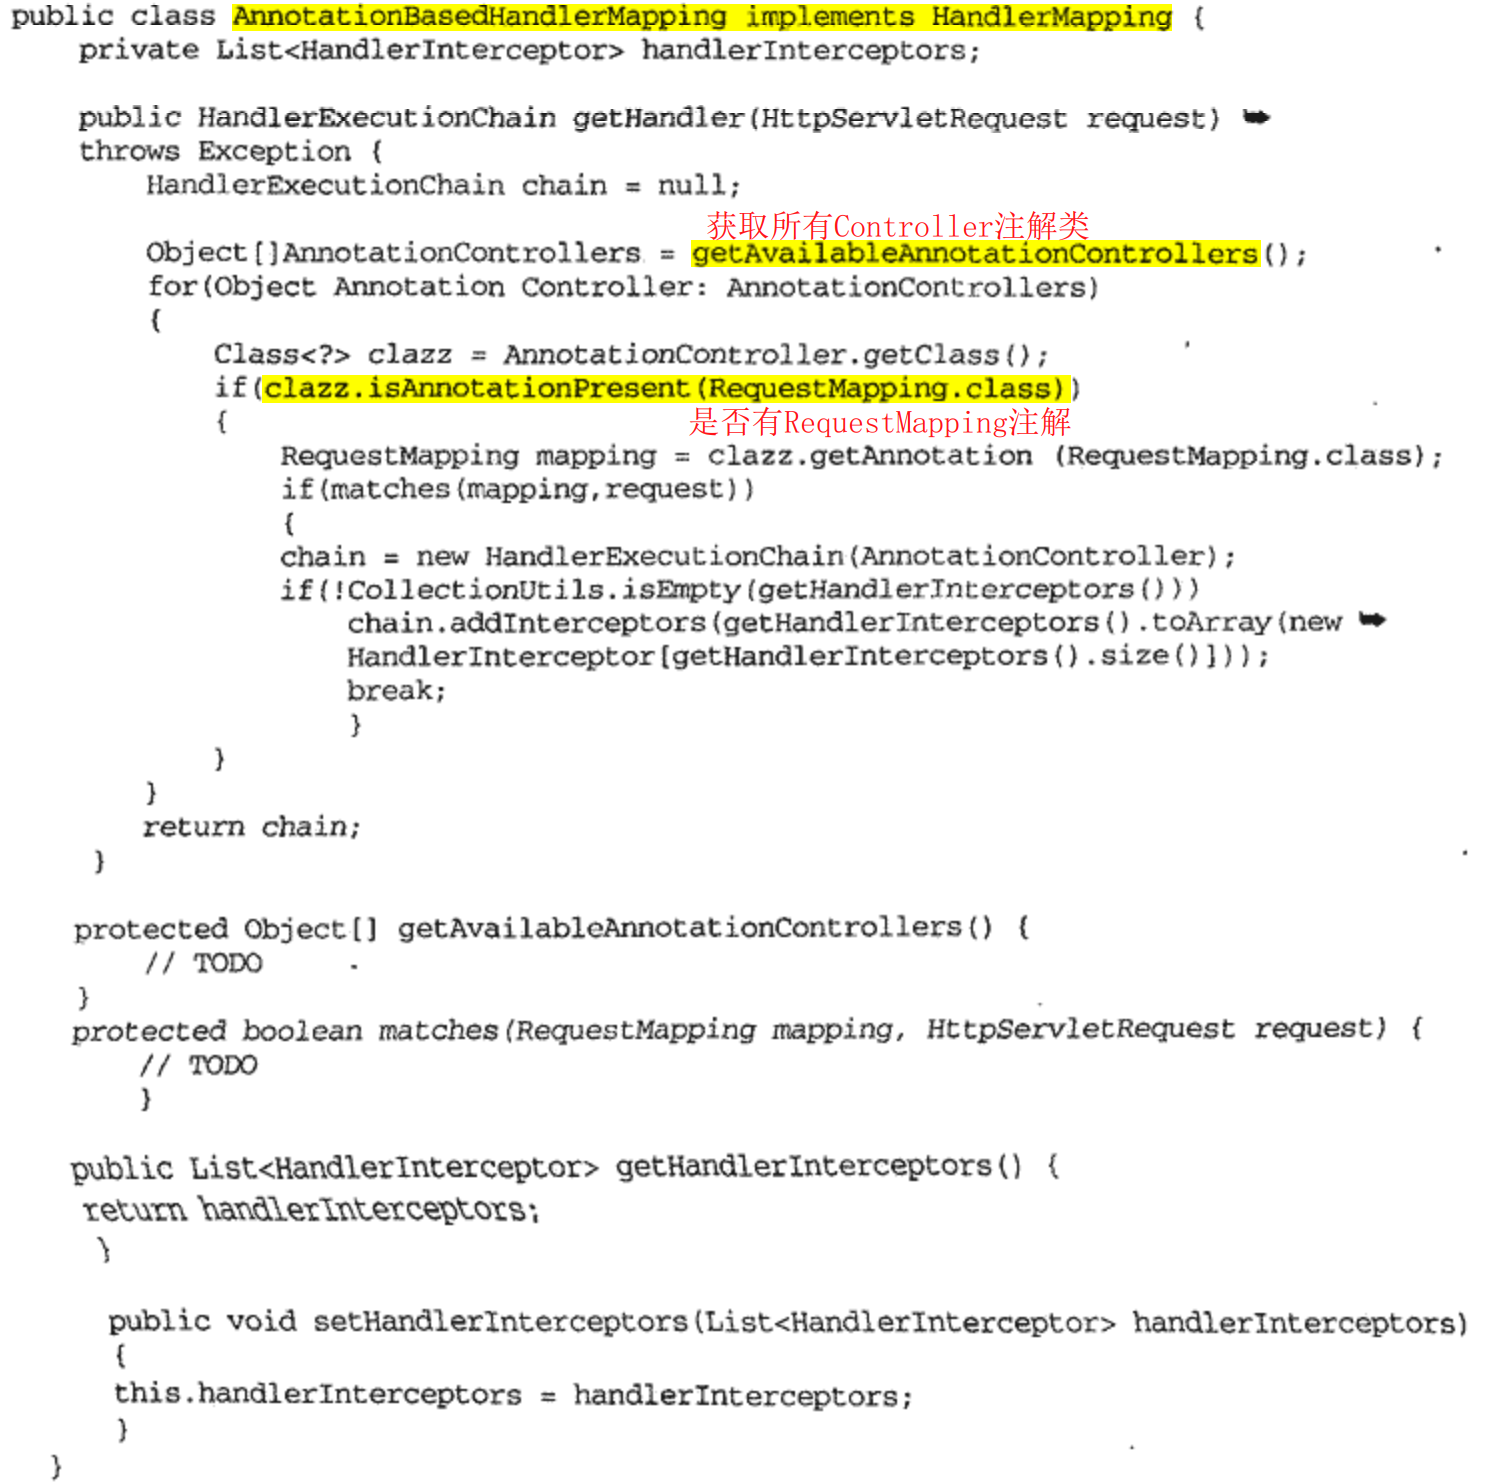 public class AnnotationBasedHandlerMapping implements HandlerMapping {
private List<HandlerInterceptor> handlerInterceptors;
public HandlerExecutionChain getHandler(HttpServletRequest request) ➥
throws Exception {
HandlerExecutionChain chain = null;
获取所有Controller注解类
Object[]AnnotationControllers = getAvailableAnnotationControllers();
for(Object Annotation Controller: AnnotationControllers)
{
Class<?> clazz = AnnotationController.getClass();
if(clazz.isAnnotationPresent(RequestMapping.class))
{
是否有RequestMapping注解
RequestMapping mapping = clazz.getAnnotation (RequestMapping.class);
if(matches(mapping,request))
{
chain = new HandlerExecutionChain(AnnotationController);
if(!CollectionUtils.isEmpty(getHandlerInterceptors()))
chain.addInterceptors(getHandlerInterceptors().toArray(new ➥
HandlerInterceptor[getHandlerInterceptors().size()]));
break;
}
}
}
return chain;
}
protected Object[] getAvailableAnnotationControllers() {
// TODO
}
protected boolean matches(RequestMapping mapping, HttpServletRequest request) {
// TODO
}
public List<HandlerInterceptor> getHandlerInterceptors() {
return handlerInterceptors;
}
public void setHandlerInterceptors(List<HandlerInterceptor> handlerInterceptors)
{
this.handlerInterceptors = handlerInterceptors;
}
}